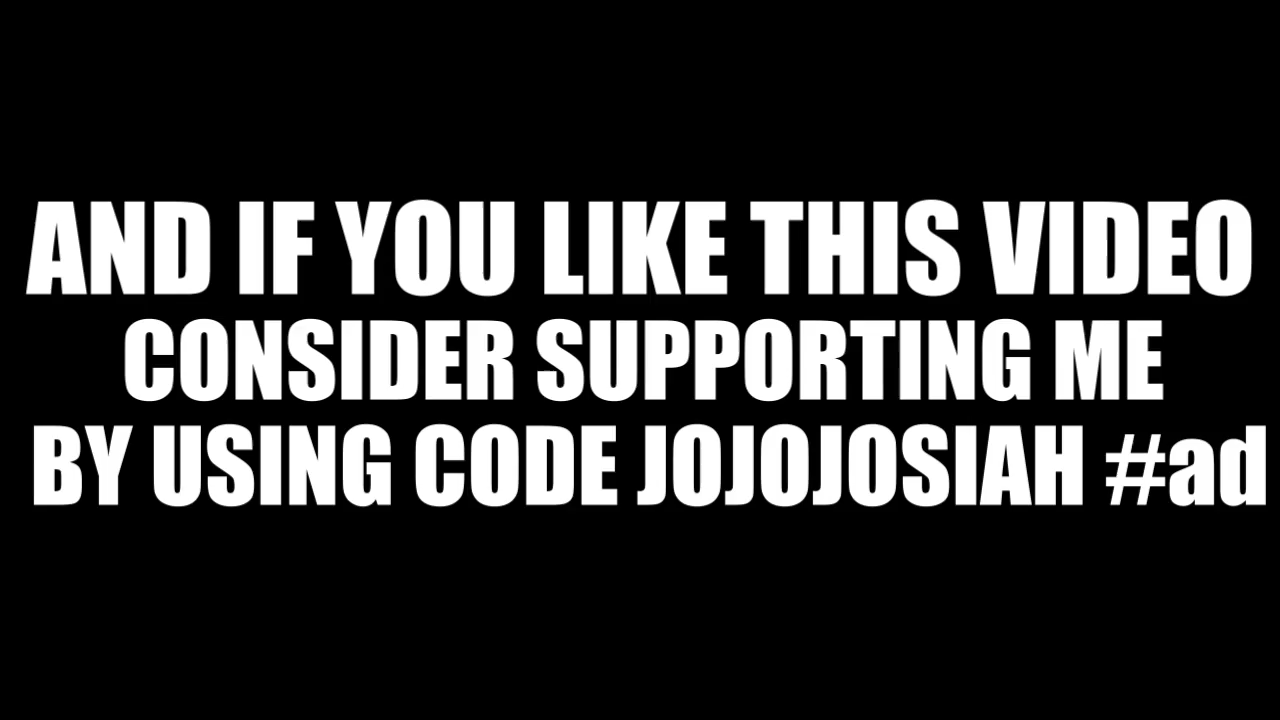 AND IF YOU LIKE THIS VIDEO
CONSIDER SUPPORTING ME
BY USING CODE JOJOJOSIAH #ad